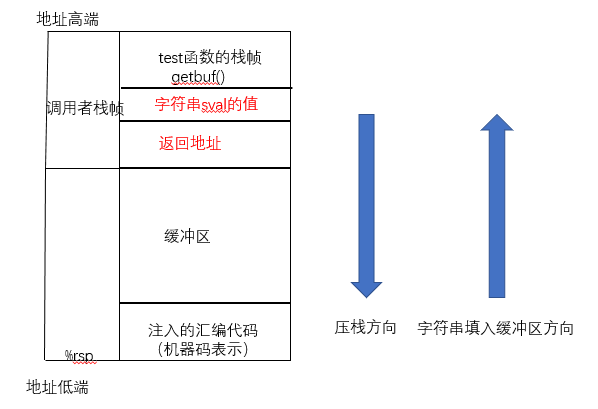 地址高端
test函数的栈帧
getbuf()
调用者栈帧
字符串sval的值
返回地址
缓冲区
注入的汇编代码
（机器码表示）
%rsp
地址低端
压栈方向
字符串填入缓冲区方向